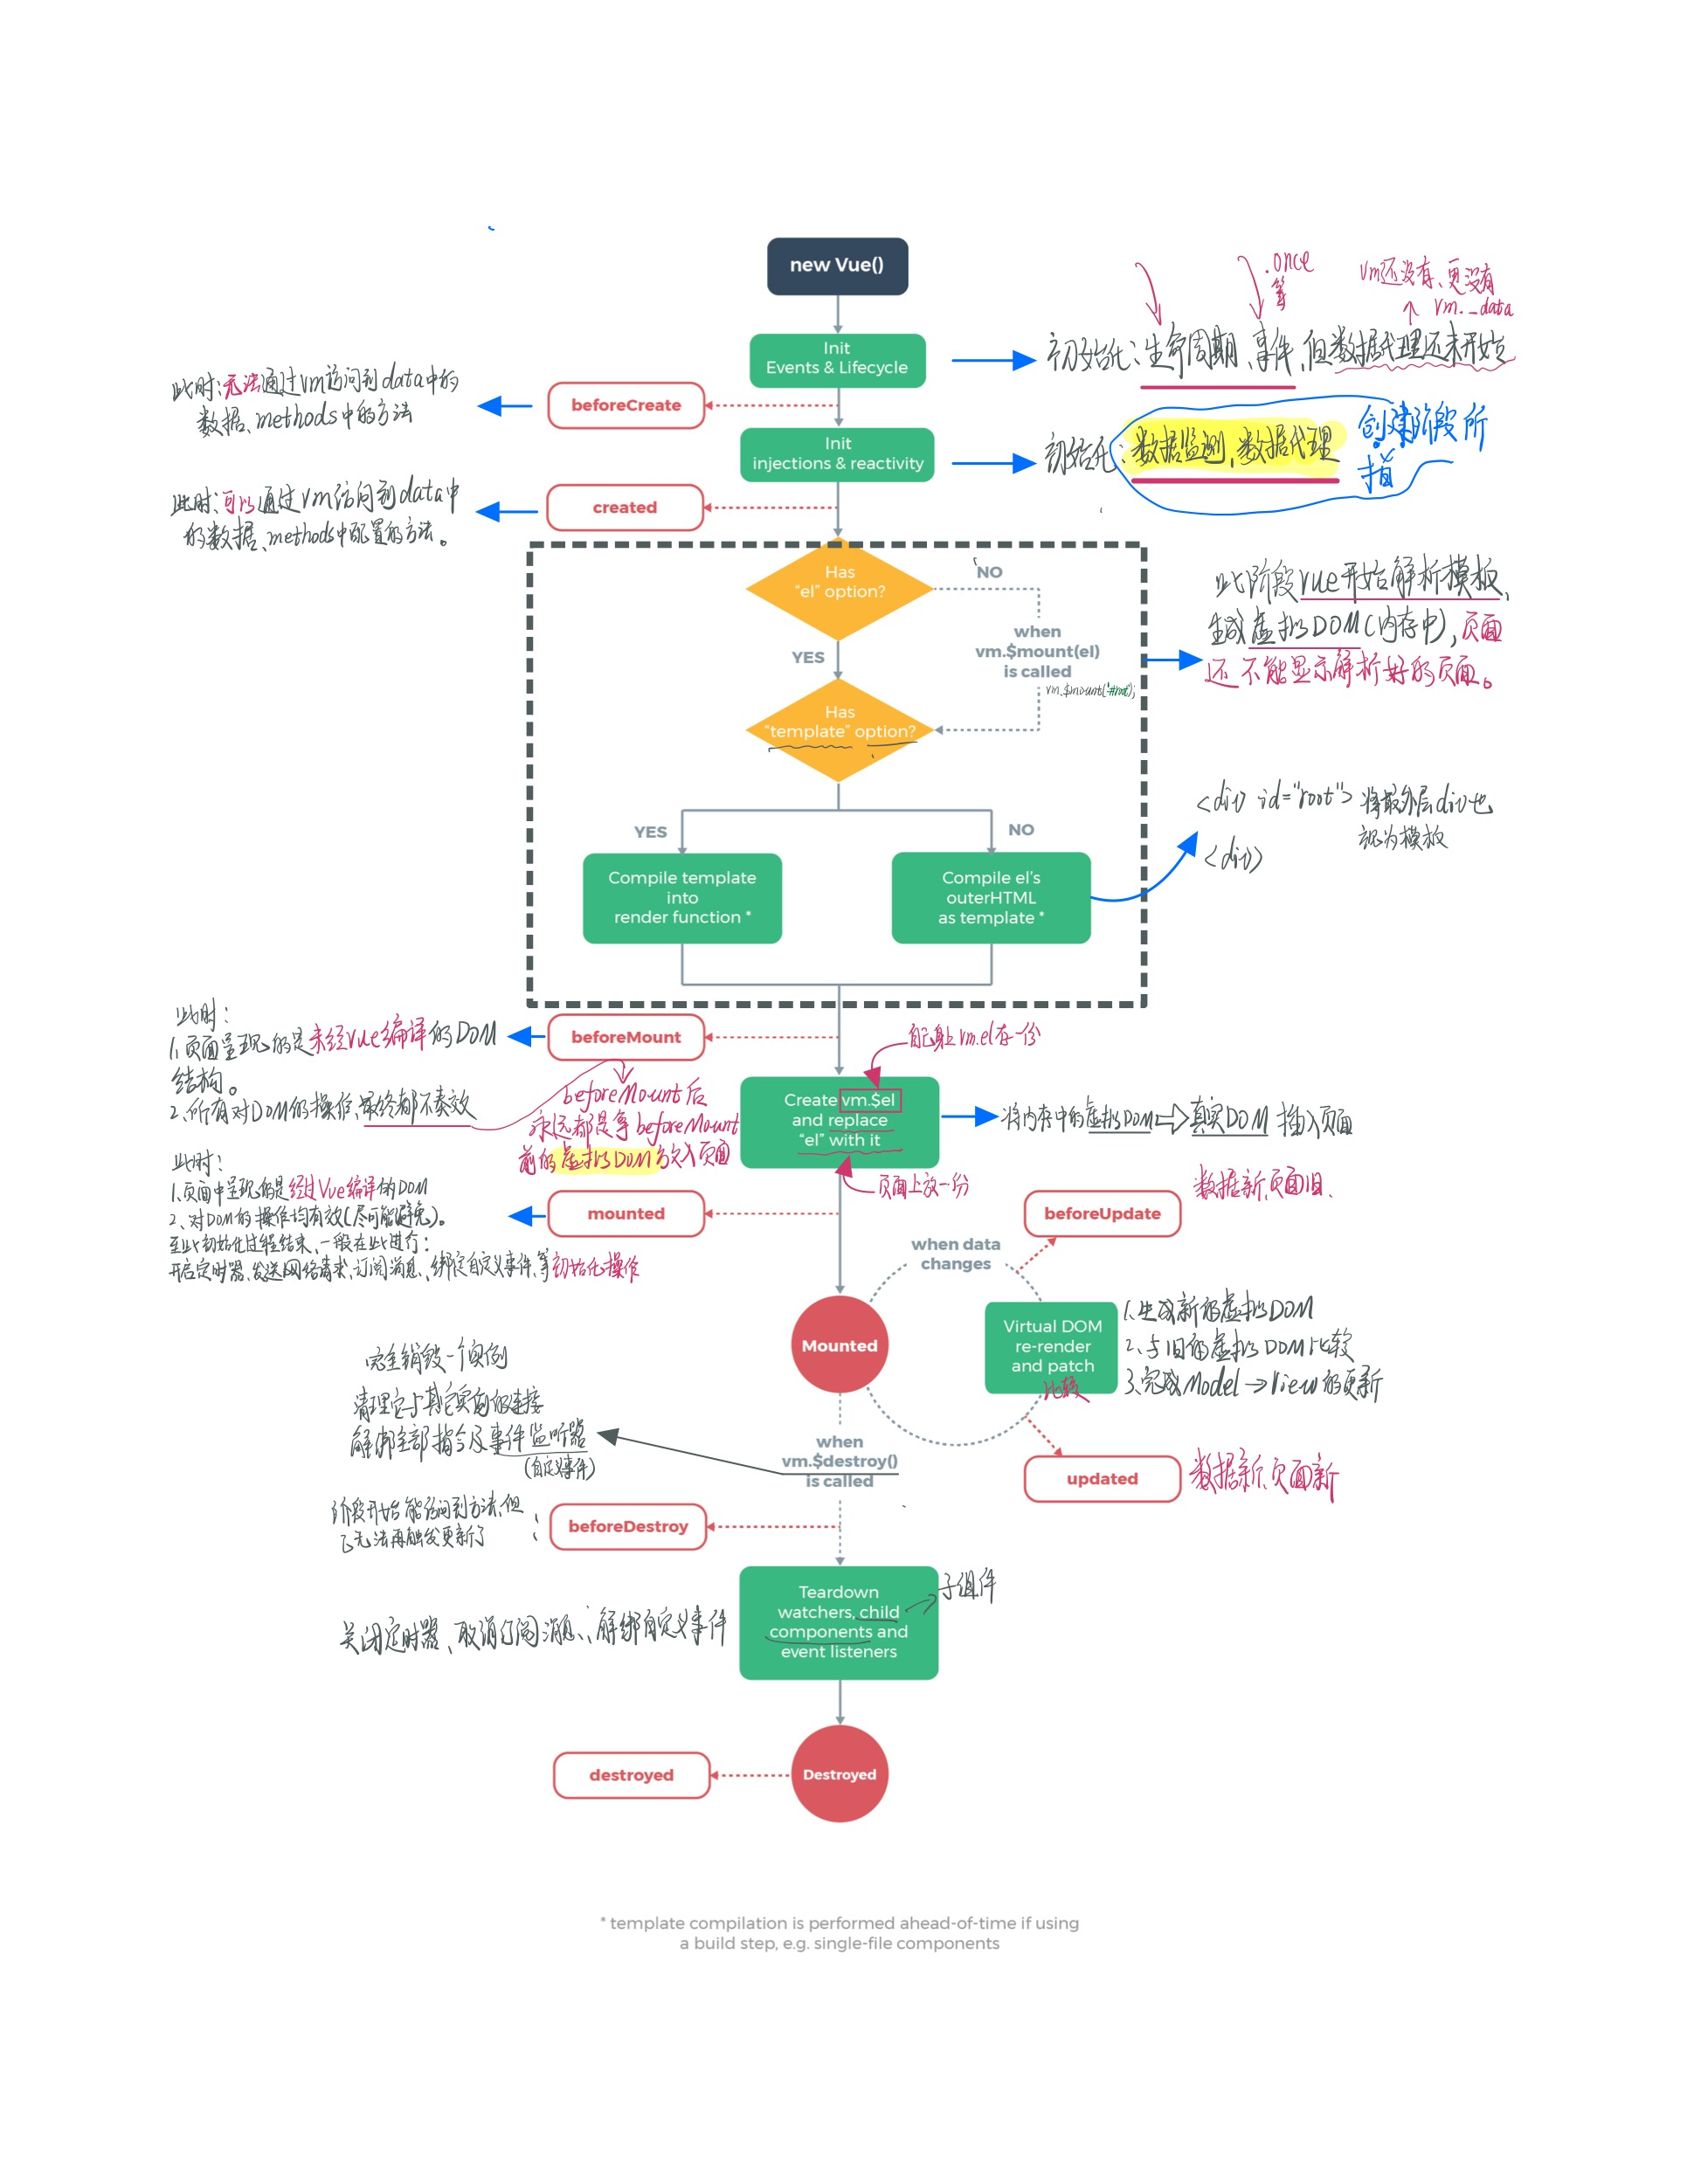 new Vue()
.once
等
vm还没有、更没有
vm._data
Init
Events & Lifecycle
初始化：生命周期、事件，但数据代理还未开始
此时：无法通过vm访问到data中的
数据、methods中的方法
beforeCreate
Init
injections & reactivity
初始化：数据监测，数据代理
创建阶段所
指
此时：可以通过vm访问到data中
的数据、methods中配置的方法。
created
Has
“el” option?
NO
YES
when
vm.$mount(el)
is called
vm.$mount('#root');
此阶段vue开始解析模板、
生成虚拟DOM(内存中)，页面
还不能显示解析好的页面。
Has
“template” option?
YES
NO
Compile template
into
render function *
Compile el’s
outerHTML
as template *
<div id="root"> 将最外层div也
视为模板
<div>
此时：
1.页面呈现的是未经vue编译的DOM
结构。
2.所有对DOM的操作,最终都不奏效
beforeMount
beforeMount后
永远都是拿beforeMount
前的虚拟DOM放入页面
自己身上vm.el存一份
Create vm.$el
and replace
“el” with it
将内存中的虚拟DOM⇨真实DOM 插入页面
页面上放一份
此时：
1.页面中呈现的是经过Vue编译的DOM
2、对DOM的操作均有效(尽可能避免)。
至此初始化过程结束、一般在此进行：
开启定时器、发送网络请求、订阅消息、绑定自定义事件、等初始化操作
mounted
数据新,页面旧、
beforeUpdate
when data
changes
Mounted
Virtual DOM
re-render
and patch
比较
1.生成新的虚拟DOM
2、与旧的虚拟DOM比较
3.完成Model→View的更新
updated
数据新,页面新
完全销毁一个实例
清理它与其它实例的连接
解绑全部指令及事件监听器
(自定义事件)
when
vm.$destroy()
is called
阶段开始能访问到方法、但
已无法再触发更新了
beforeDestroy
Teardown
watchers, child
components and
event listeners
子组件
关闭定时器、取消订阅消息、解绑自定义事件
destroyed
Destroyed
* template compilation is performed ahead-of-time if using
a build step, e.g. single-file components